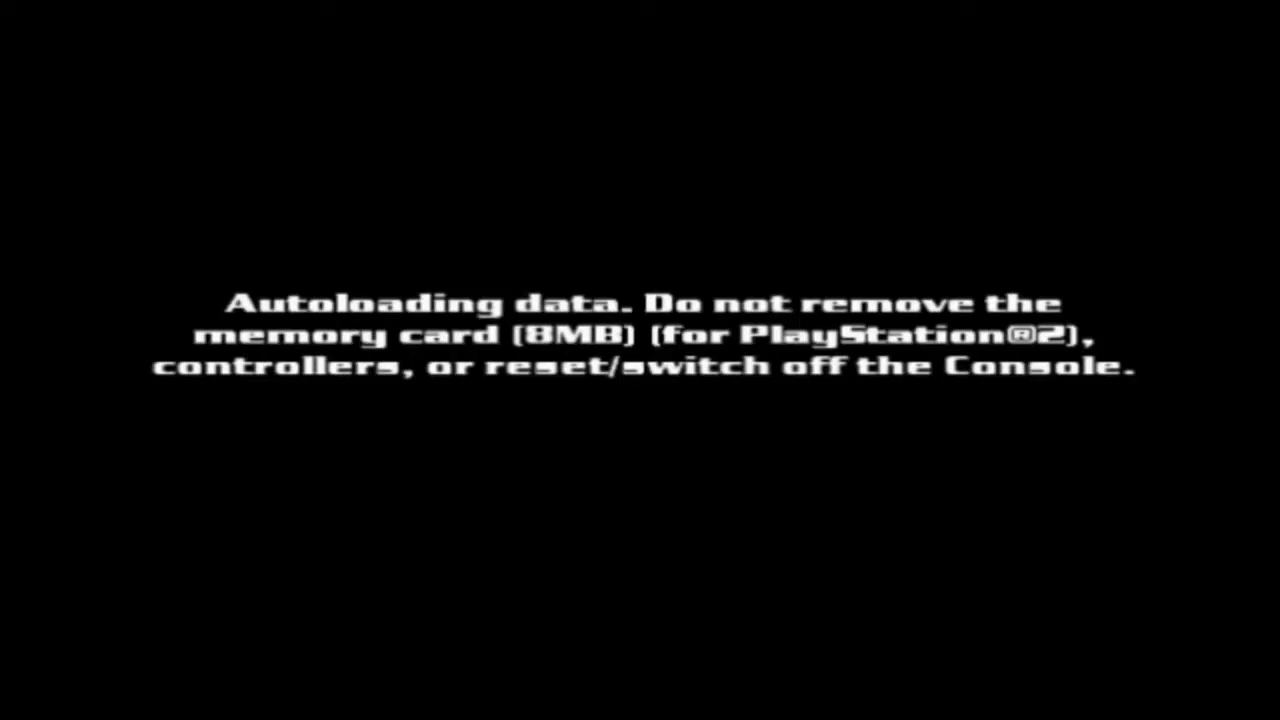 Autoloading data. Do not remove the
memory card (8MB) (for PlayStation®2),
controllers, or reset/switch off the Console.